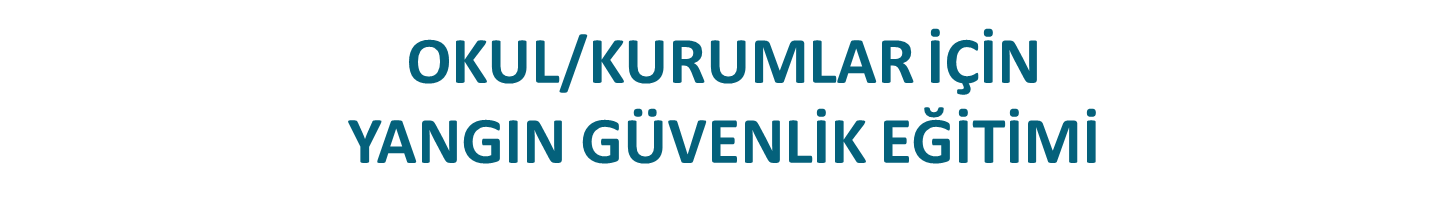 OKUL/KURUMLAR İÇİN
YANGIN GÜVENLİK EĞİTİMİ